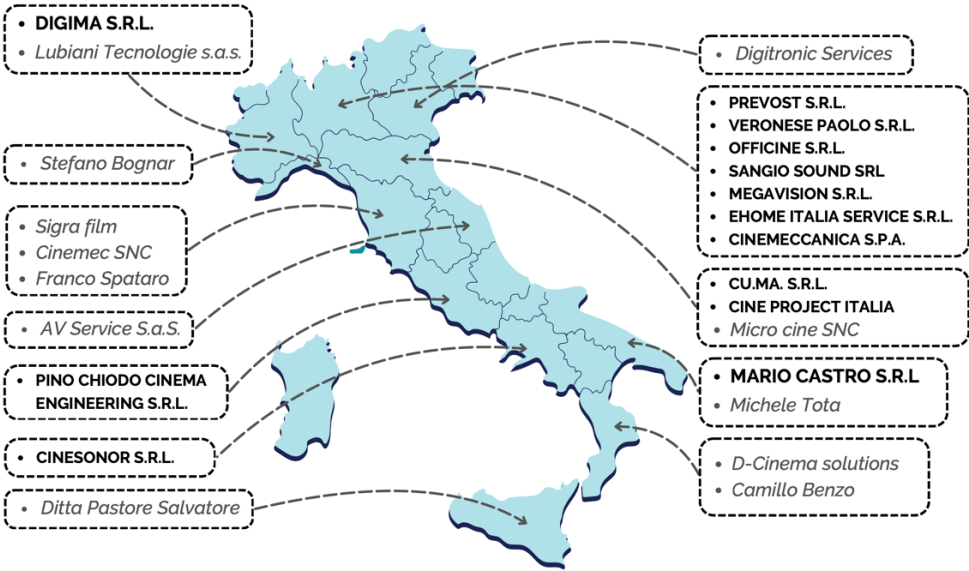 DIGIMA S.R.L.
Lubiani Tecnologie s.a.s.
Stefano Bognar
Sigra film
Cinemec SNC
Franco Spataro
AV Service S.a.S.
PINO CHIODO CINEMA
ENGINEERING S.R.L.
CINESONOR S.R.L.
Ditta Pastore Salvatore
Digitronic Services
PREVOST S.R.L.
VERONESE PAOLO S.R.L.
OFFICINE S.R.L.
SANGIO SOUND SRL
MEGAVISION S.R.L.
EHOME ITALIA SERVICE S.R.L.
CINEMECCANICA S.P.A.
CU.MA. S.R.L.
CINE PROJECT ITALIA
Micro cine SNC
MARIO CASTRO S.R.L
Michele Tota
D-Cinema solutions
Camillo Benzo